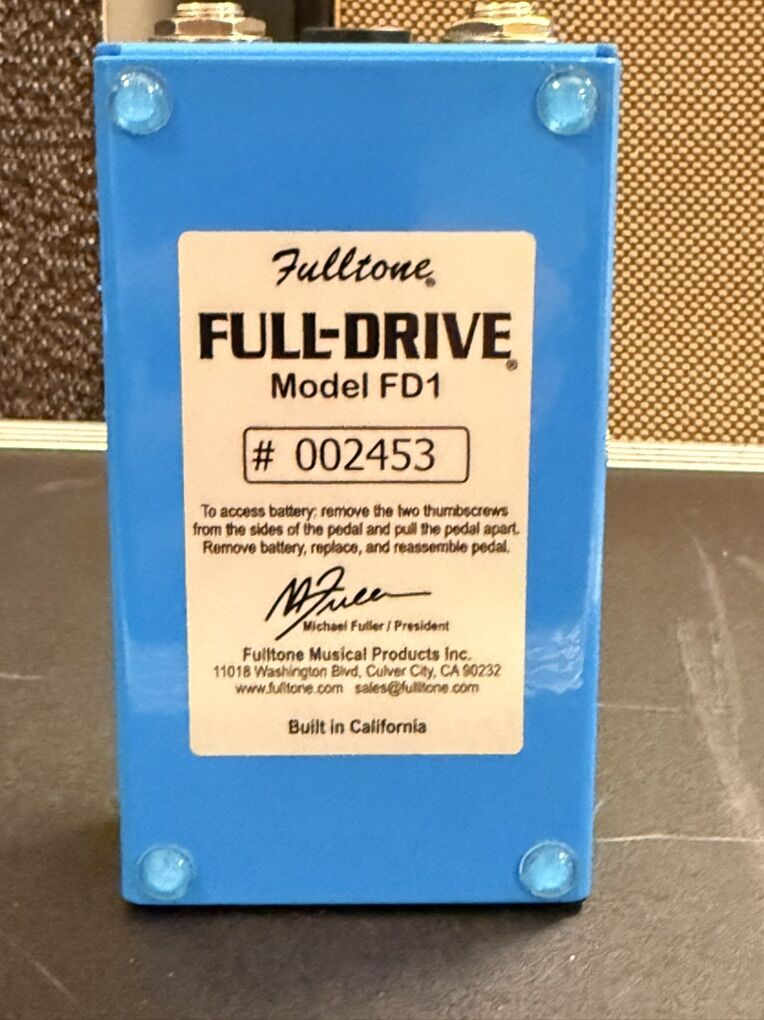 Fulltone®
FULL-DRIVE®
Model FD1
# 002453
To access battery: remove the two thumbscrews
from the sides of the pedal and pull the pedal apart.
Remove battery, replace, and reassemble pedal.
M Fuller
Michael Fuller / President
Fulltone Musical Products Inc.
11018 Washington Blvd, Culver City, CA 90232
www.fulltone.com sales@fulltone.com
Built in California